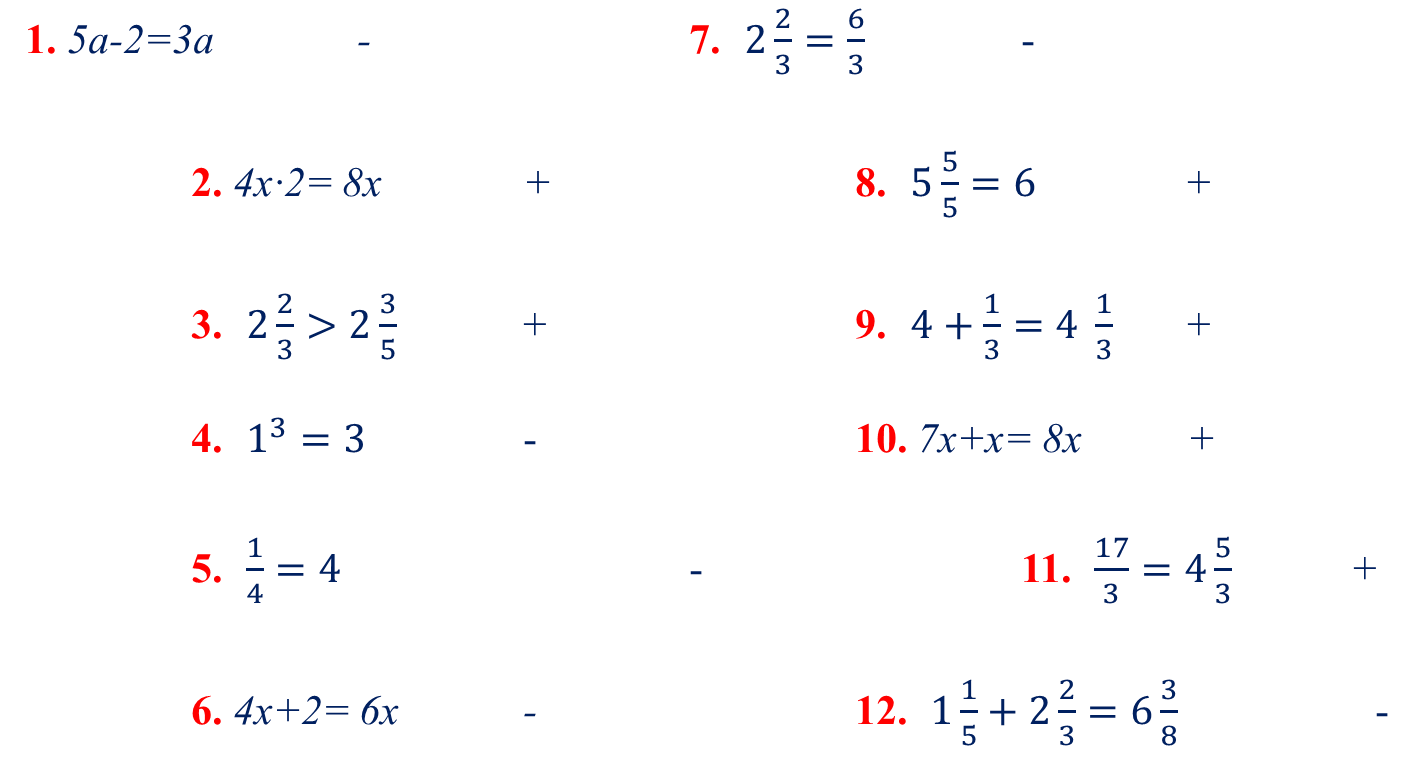 1. 5a-2=3a - 7. 2 2/3 = 6/3 -
2. 4x·2= 8x + 8. 5 5/5 = 6 +
3. 2 2/3 > 2 3/5 + 9. 4 + 1/3 = 4 1/3 +
4. 1³ = 3 - 10. 7x+x= 8x +
5. 1/4 = 4 - 11. 17/3 = 4 5/3 +
6. 4x+2= 6x - 12. 1 1/5 + 2 2/3 = 6 3/8 -